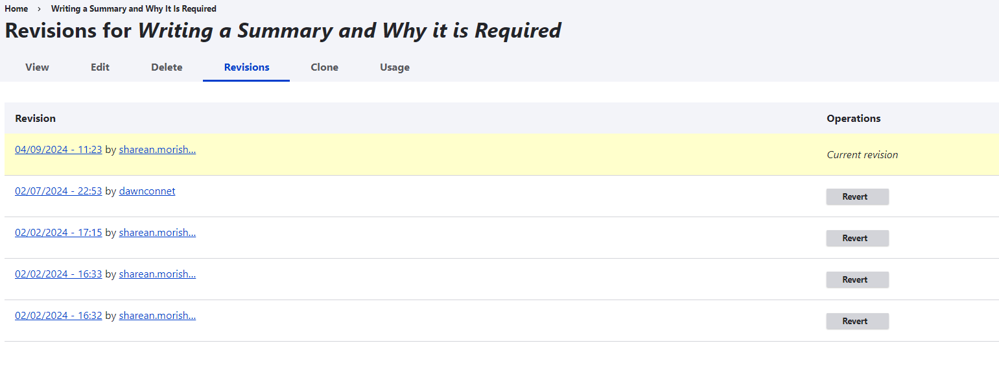 Home › Writing a Summary and Why It Is Required
Revisions for Writing a Summary and Why it is Required
View Edit Delete Revisions Clone Usage
Revision Operations
04/09/2024 - 11:23 by sharean.morish... Current revision
02/07/2024 - 22:53 by dawnconnet Revert
02/02/2024 - 17:15 by sharean.morish... Revert
02/02/2024 - 16:33 by sharean.morish... Revert
02/02/2024 - 16:32 by sharean.morish... Revert